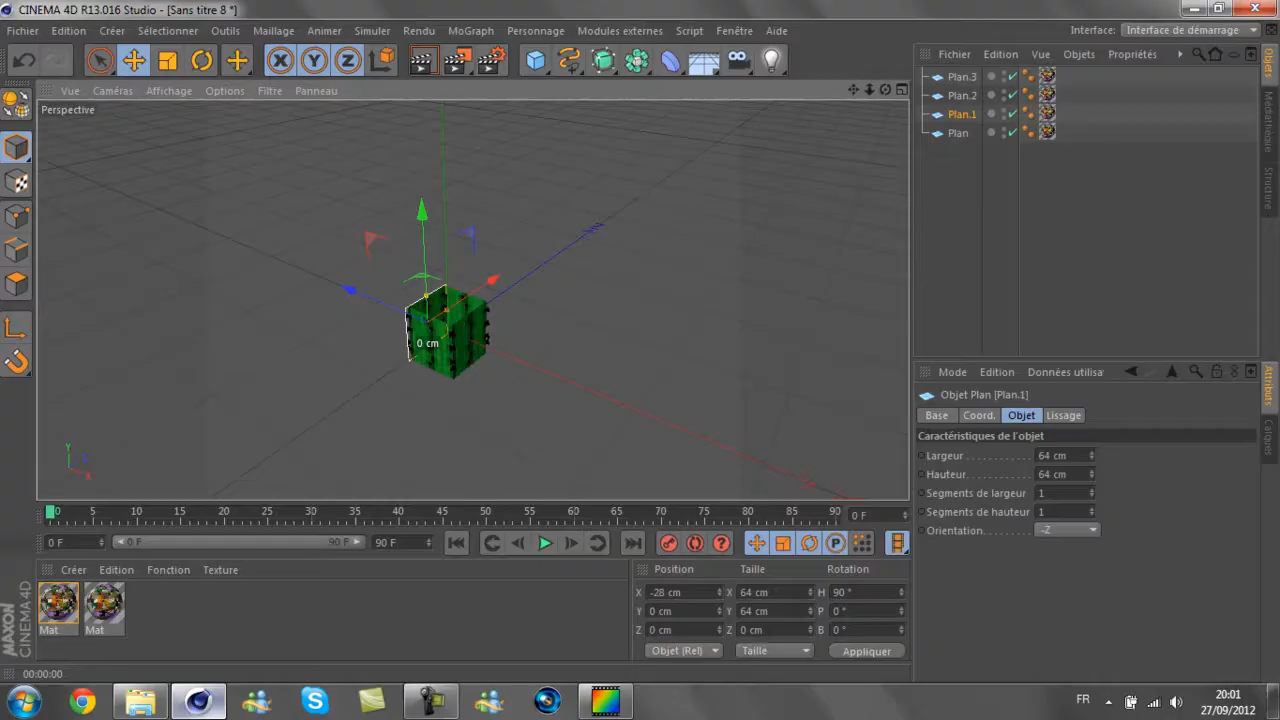 CINEMA 4D R13.016 Studio - [Sans titre 8 *]
Fichier Edition Créer Sélectionner Outils Maillage Animer Simuler Rendu MoGraph Personnage Modules externes Script Fenêtre Aide Interface: Interface de démarrage
X Y Z
Fichier Edition Vue Objets Propriétés
Objets
Médiathèque
Structure
Plan.3
Plan.2
Plan.1
Plan
Vue Caméras Affichage Options Filtre Panneau
Perspective
0 cm
Y
Z
X
Mode Edition Données utilisa
Attributs
Calques
Objet Plan [Plan.1]
Base Coord. Objet Lissage
Caractéristiques de l'objet
Largeur 64 cm
Hauteur 64 cm
Segments de largeur 1
Segments de hauteur 1
Orientation -Z
0 5 10 15 20 25 30 35 40 45 50 55 60 65 70 75 80 85 90 0 F
0 F 0 F 90 F 90 F
P
Créer Edition Fonction Texture
Mat Mat
Position Taille Rotation
X -28 cm X 64 cm H 90 °
Y 0 cm Y 64 cm P 0 °
Z 0 cm Z 0 cm B 0 °
Objet (Rel) Taille Appliquer
MAXON
CINEMA 4D
00:00:00
FR
20:01
27/09/2012